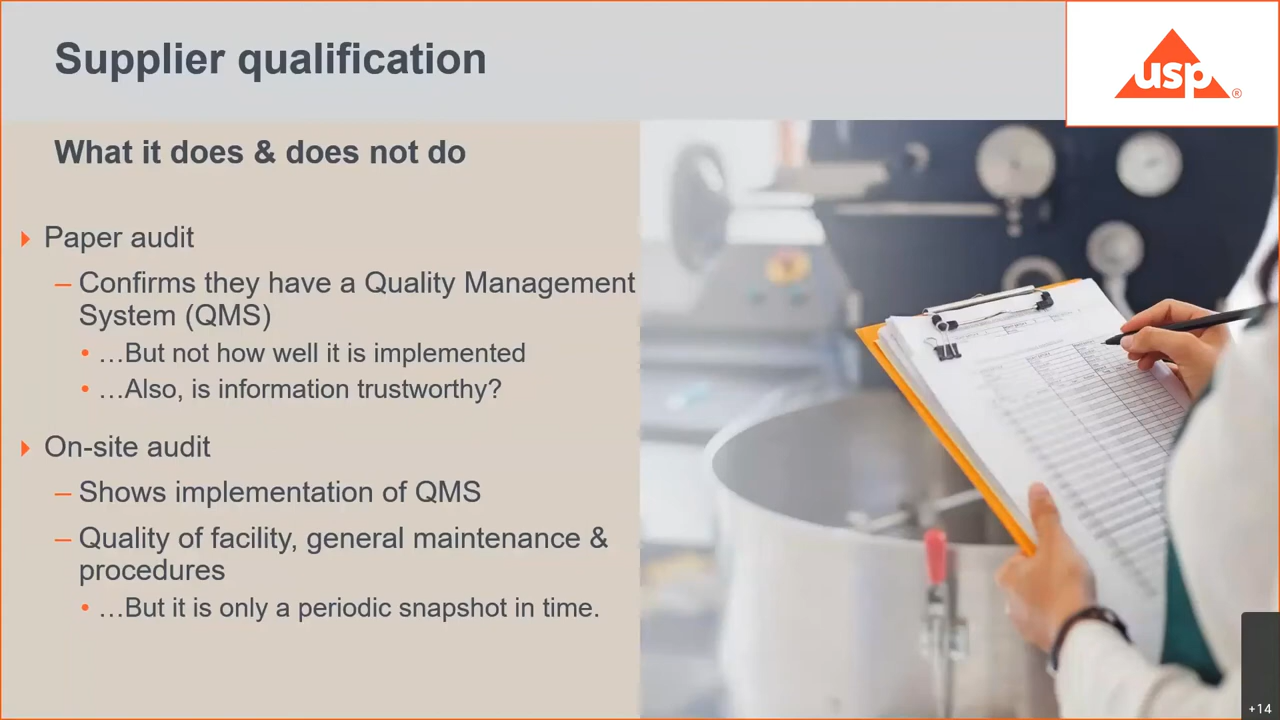 Supplier qualification
usp®
What it does & does not do
Paper audit
– Confirms they have a Quality Management
System (QMS)
• …But not how well it is implemented
• …Also, is information trustworthy?
On-site audit
– Shows implementation of QMS
– Quality of facility, general maintenance &
procedures
• …But it is only a periodic snapshot in time.
+14